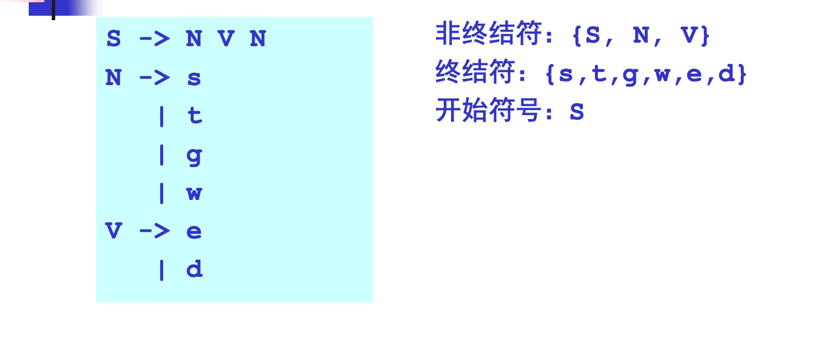 S -> N V N
N -> s
| t
| g
| w
V -> e
| d
非终结符：{S, N, V}
终结符：{s,t,g,w,e,d}
开始符号：S